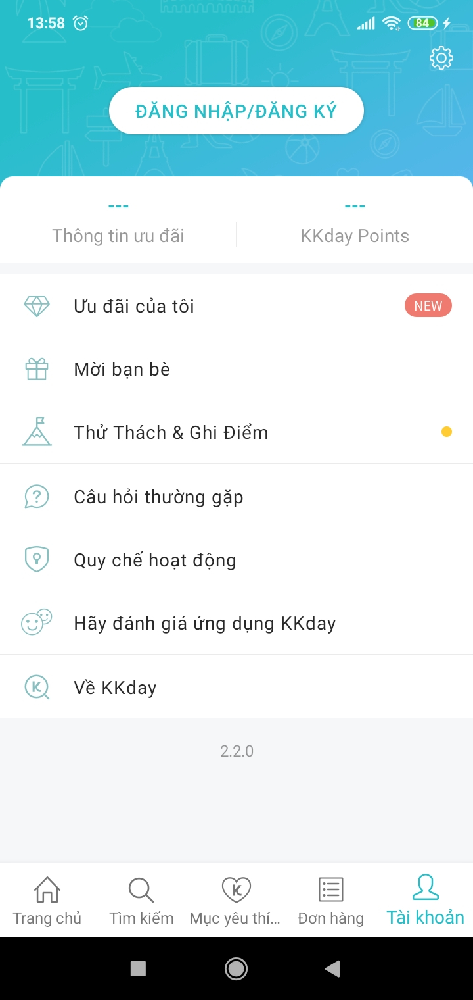 13:58
84
ĐĂNG NHẬP/ĐĂNG KÝ
---
---
Thông tin ưu đãi
KKday Points
Ưu đãi của tôi
NEW
Mời bạn bè
Thử Thách & Ghi Điểm
Câu hỏi thường gặp
Quy chế hoạt động
Hãy đánh giá ứng dụng KKday
Về KKday
2.2.0
Trang chủ
Tìm kiếm
Mục yêu thí...
Đơn hàng
Tài khoản